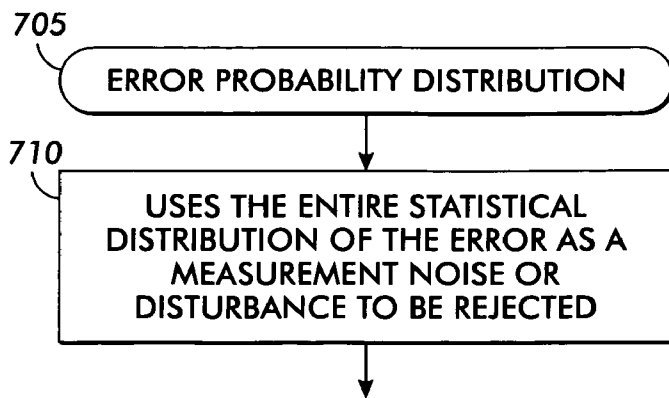 705
ERROR PROBABILITY DISTRIBUTION
710
USES THE ENTIRE STATISTICAL
DISTRIBUTION OF THE ERROR AS A
MEASUREMENT NOISE OR
DISTURBANCE TO BE REJECTED